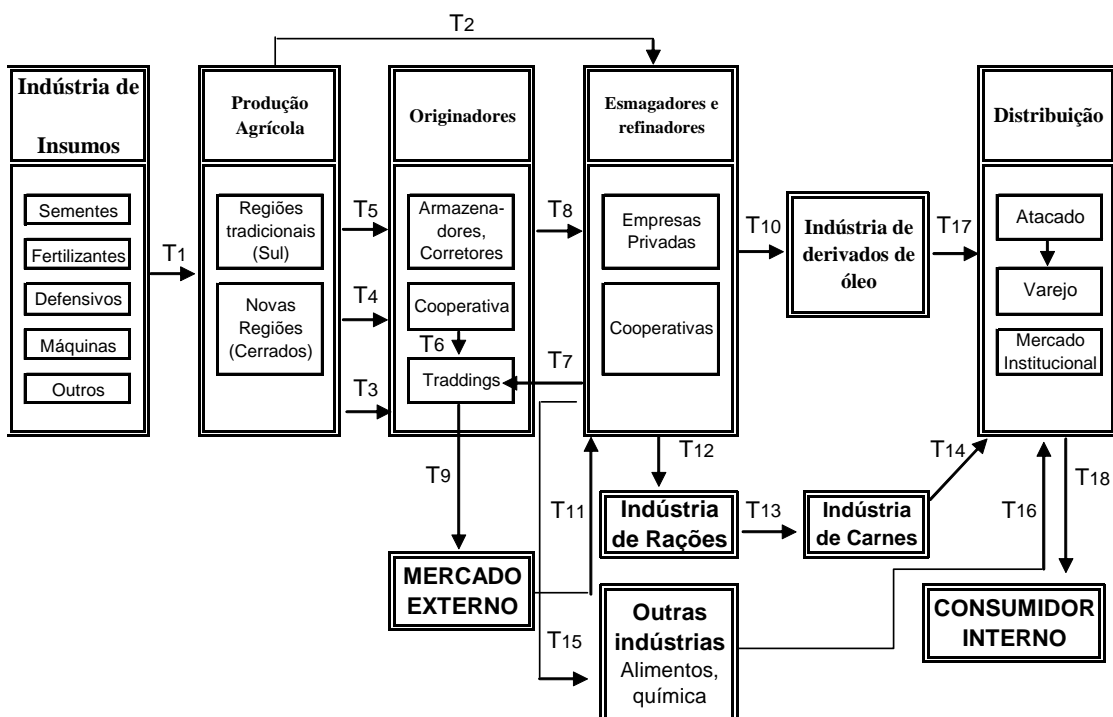 T2
Indústria de
Insumos
Produção
Agrícola
Originadores
Esmagadores e
refinadores
Distribuição
Sementes
Fertilizantes
Defensivos
Máquinas
Outros
T1
Regiões
tradicionais
(Sul)
Novas
Regiões
(Cerrados)
T5
T4
T3
Armazena-
dores,
Corretores
Cooperativa
T6
Traddings
T8
T7
Empresas
Privadas
Cooperativas
T10
Indústria de
derivados de
óleo
T17
Atacado
Varejo
Mercado
Institucional
T9
T11
T12
T14
T16
T18
Indústria
de Rações
T13
Indústria
de Carnes
MERCADO
EXTERNO
T15
Outras
indústrias
Alimentos,
química
CONSUMIDOR
INTERNO